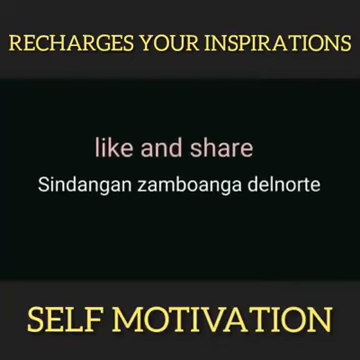 RECHARGES YOUR INSPIRATIONS
like and share
Sindangan zamboanga delnorte
SELF MOTIVATION